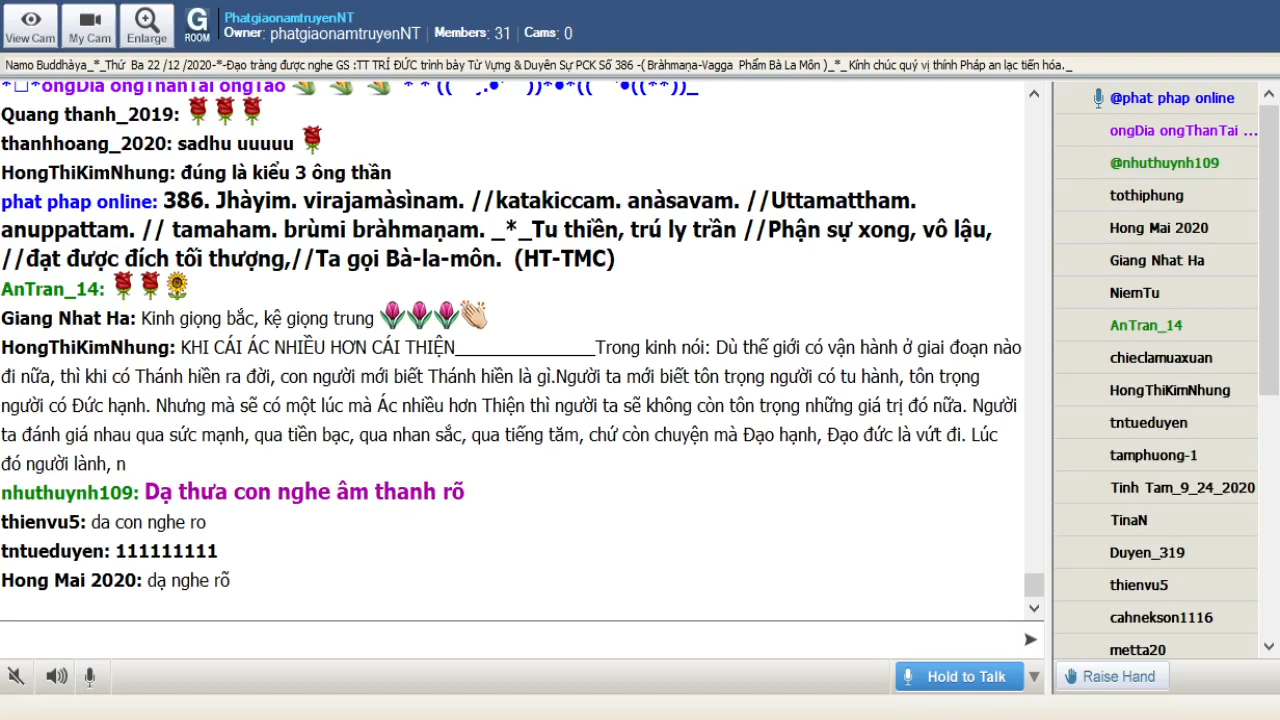 View Cam
My Cam
Enlarge
G
ROOM
PhatgiaonamtruyenNT
Owner: phatgiaonamtruyenNT | Members: 31 | Cams: 0
Namo Buddhàya_*_Thứ Ba 22 /12 /2020-*-Đạo tràng được nghe GS :TT TRÍ ĐỨC trình bày Từ Vựng & Duyên Sự PCK Số 386 -( Bràhmaṇa-Vagga Phẩm Bà La Môn )_*_ Kính chúc quý vị thính Pháp an lạc tiến hóa._
ongDia ongThanTai ongTao
Quang thanh_2019:
thanhhoang_2020: sadhu uuuuu
HongThiKimNhung: đúng là kiểu 3 ông thần
phat phap online: 386. Jhàyim. virajamàsìnam. //katakiccam. anàsavam. //Uttamattham.
anuppattam. // tamaham. brùmi bràhmaṇam. _*_Tu thiền, trú ly trần //Phận sự xong, vô lậu,
//đạt được đích tối thượng,//Ta gọi Bà-la-môn. (HT-TMC)
AnTran_14:
Giang Nhat Ha: Kinh giọng bắc, kệ giọng trung
HongThiKimNhung: KHI CÁI ÁC NHIỀU HƠN CÁI THIỆN_______________Trong kinh nói: Dù thế giới có vận hành ở giai đoạn nào
đi nữa, thì khi có Thánh hiền ra đời, con người mới biết Thánh hiền là gì.Người ta mới biết tôn trọng người có tu hành, tôn trọng
người có Đức hạnh. Nhưng mà sẽ có một lúc mà Ác nhiều hơn Thiện thì người ta sẽ không còn tôn trọng những giá trị đó nữa. Người
ta đánh giá nhau qua sức mạnh, qua tiền bạc, qua nhan sắc, qua tiếng tăm, chứ còn chuyện mà Đạo hạnh, Đạo đức là vứt đi. Lúc
đó người lành, n
nhuthuynh109: Dạ thưa con nghe âm thanh rõ
thienvu5: da con nghe ro
tntueduyen: 111111111
Hong Mai 2020: dạ nghe rõ
Hold to Talk
@phat phap online
ongDia ongThanTai ...
@nhuthuynh109
tothiphung
Hong Mai 2020
Giang Nhat Ha
NiemTu
AnTran_14
chieclamuaxuan
HongThiKimNhung
tntueduyen
tamphuong-1
Tinh Tam_9_24_2020
TinaN
Duyen_319
thienvu5
cahnekson1116
metta20
Raise Hand